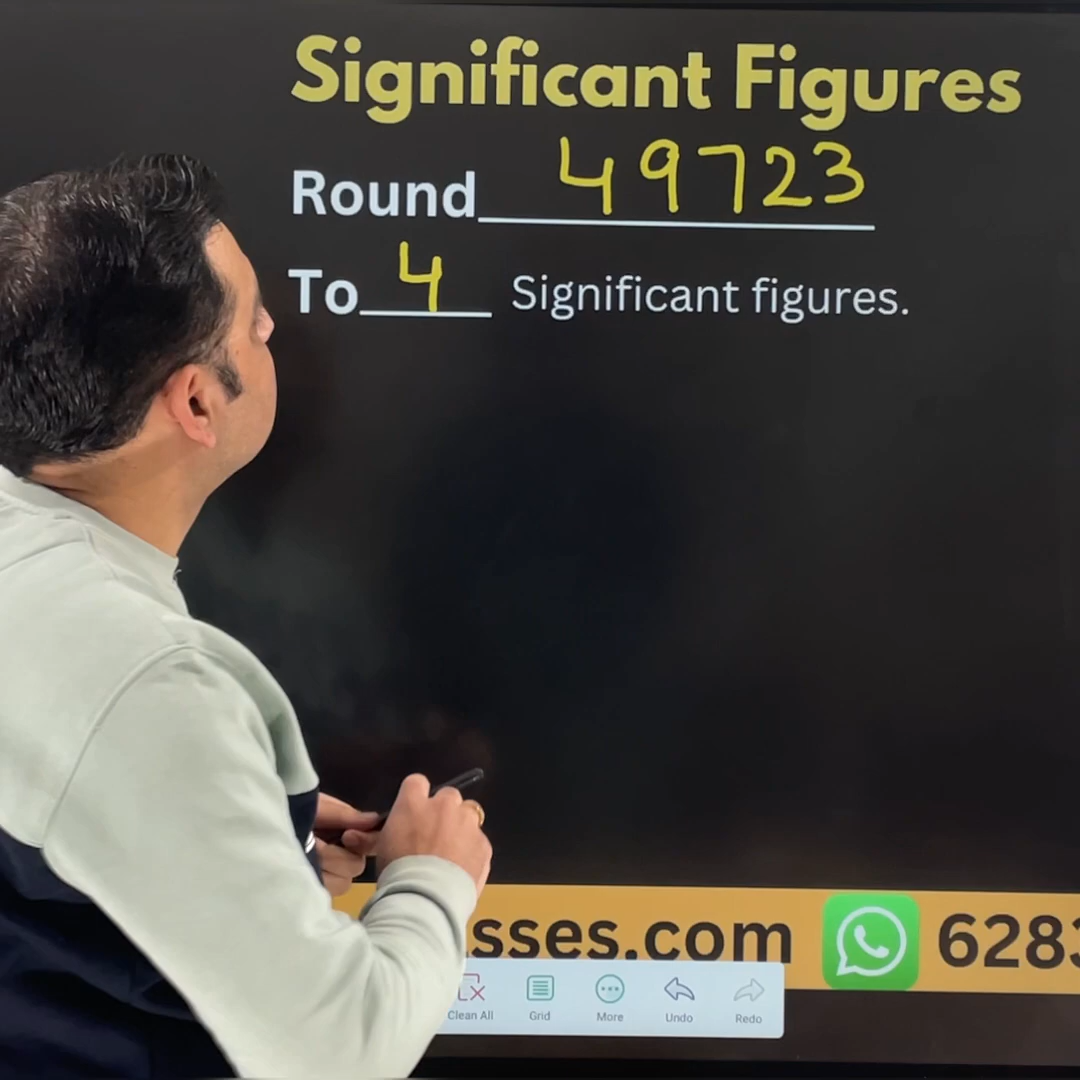 Significant Figures
Round 49723
To 4 Significant figures.
sses.com 6283
Clean All Grid More Undo Redo